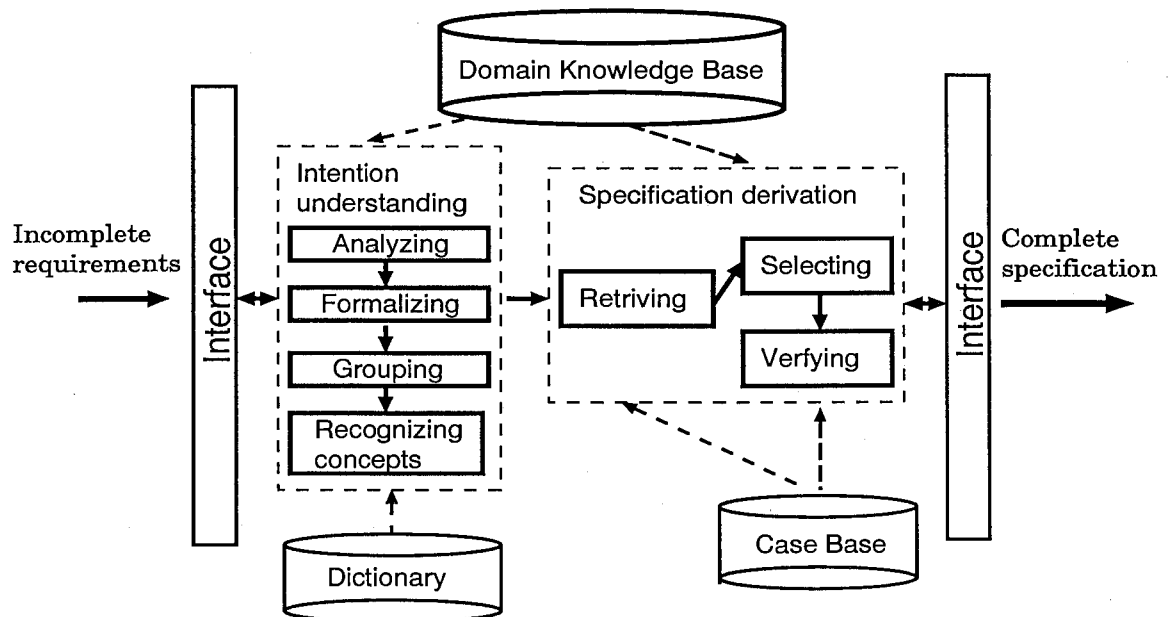 Domain Knowledge Base
Intention
understanding
Analyzing
Formalizing
Grouping
Recognizing
concepts
Specification derivation
Retriving
Selecting
Verfying
Incomplete
requirements
Interface
Interface
Complete
specification
Dictionary
Case Base